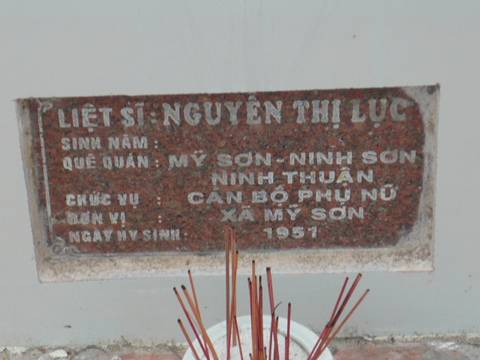 LIỆT SĨ : NGUYỄN THỊ LỤC
SINH NĂM :
QUÊ QUÁN : MỸ SƠN - NINH SƠN
NINH THUẬN
CHỨC VỤ : CÁN BỘ PHỤ NỮ
ĐƠN VỊ : XÃ MỸ SƠN
NGÀY HY SINH : 1951